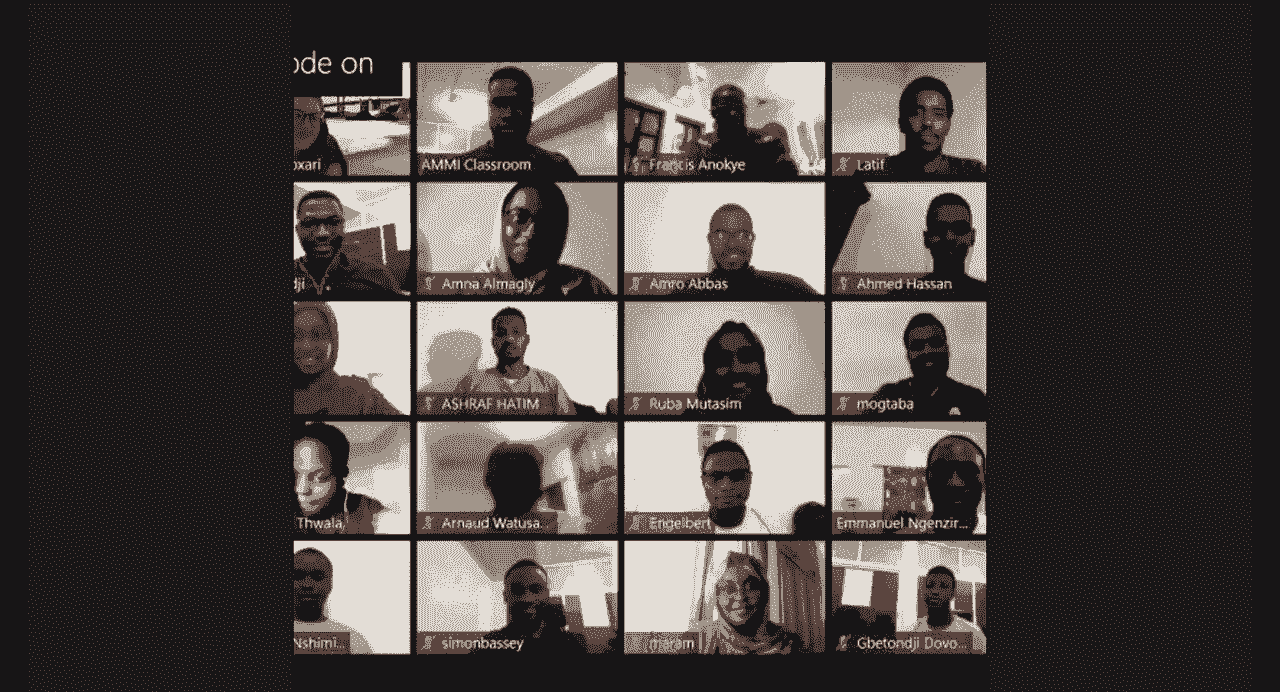 ode on
oxari
AMMI Classroom
Francis Anokye
Latif
dji
Amna Almagly
Amro Abbas
Ahmed Hassan
ASHRAF HATIM
Ruba Mutasim
mogtaba
Thwala
Arnaud Watusa...
Engelbert
Emmanuel Ngenzir...
Nshimi...
simonbassey
maram
Gbetondji Dovo...